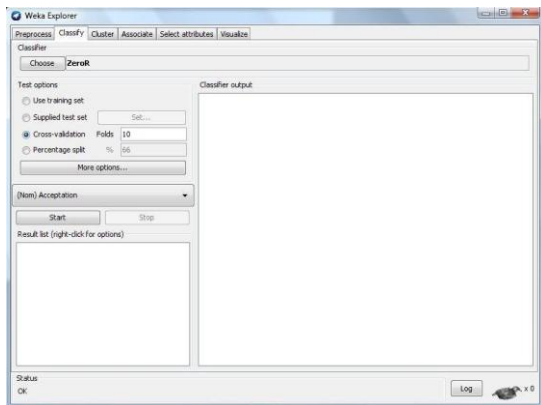 Weka Explorer
Preprocess Classify Cluster Associate Select attributes Visualize
Classifier
Choose ZeroR
Test options
Use training set
Supplied test set Set...
Cross-validation Folds 10
Percentage split % 66
More options...
(Nom) Acceptation
Start Stop
Result list (right-click for options)
Classifier output
Status
OK
Log x 0